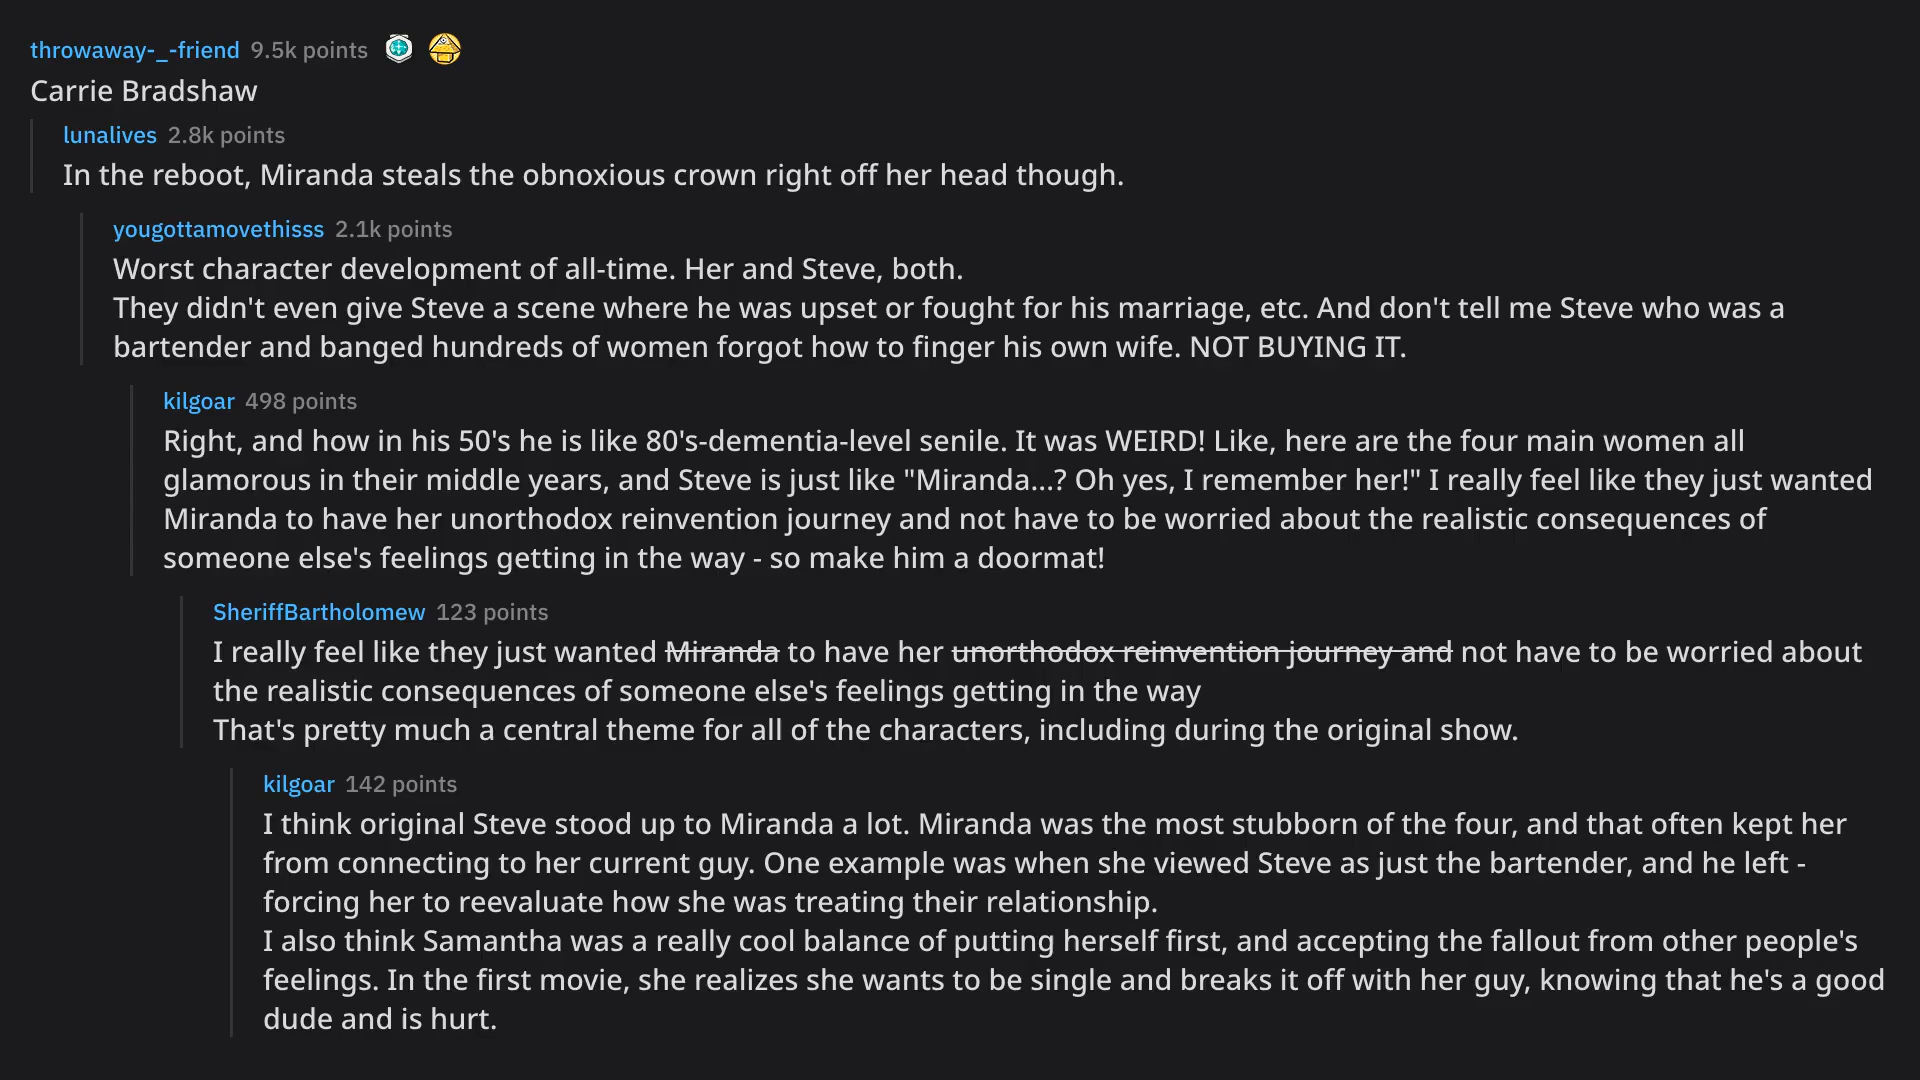 throwaway-_-friend 9.5k points
Carrie Bradshaw
lunalives 2.8k points
In the reboot, Miranda steals the obnoxious crown right off her head though.
yougottamovethisss 2.1k points
Worst character development of all-time. Her and Steve, both.
They didn't even give Steve a scene where he was upset or fought for his marriage, etc. And don't tell me Steve who was a
bartender and banged hundreds of women forgot how to finger his own wife. NOT BUYING IT.
kilgoar 498 points
Right, and how in his 50's he is like 80's-dementia-level senile. It was WEIRD! Like, here are the four main women all
glamorous in their middle years, and Steve is just like "Miranda...? Oh yes, I remember her!" I really feel like they just wanted
Miranda to have her unorthodox reinvention journey and not have to be worried about the realistic consequences of
someone else's feelings getting in the way - so make him a doormat!
SheriffBartholomew 123 points
I really feel like they just wanted Miranda to have her unorthodox reinvention journey and not have to be worried about
the realistic consequences of someone else's feelings getting in the way
That's pretty much a central theme for all of the characters, including during the original show.
kilgoar 142 points
I think original Steve stood up to Miranda a lot. Miranda was the most stubborn of the four, and that often kept her
from connecting to her current guy. One example was when she viewed Steve as just the bartender, and he left -
forcing her to reevaluate how she was treating their relationship.
I also think Samantha was a really cool balance of putting herself first, and accepting the fallout from other people's
feelings. In the first movie, she realizes she wants to be single and breaks it off with her guy, knowing that he's a good
dude and is hurt.